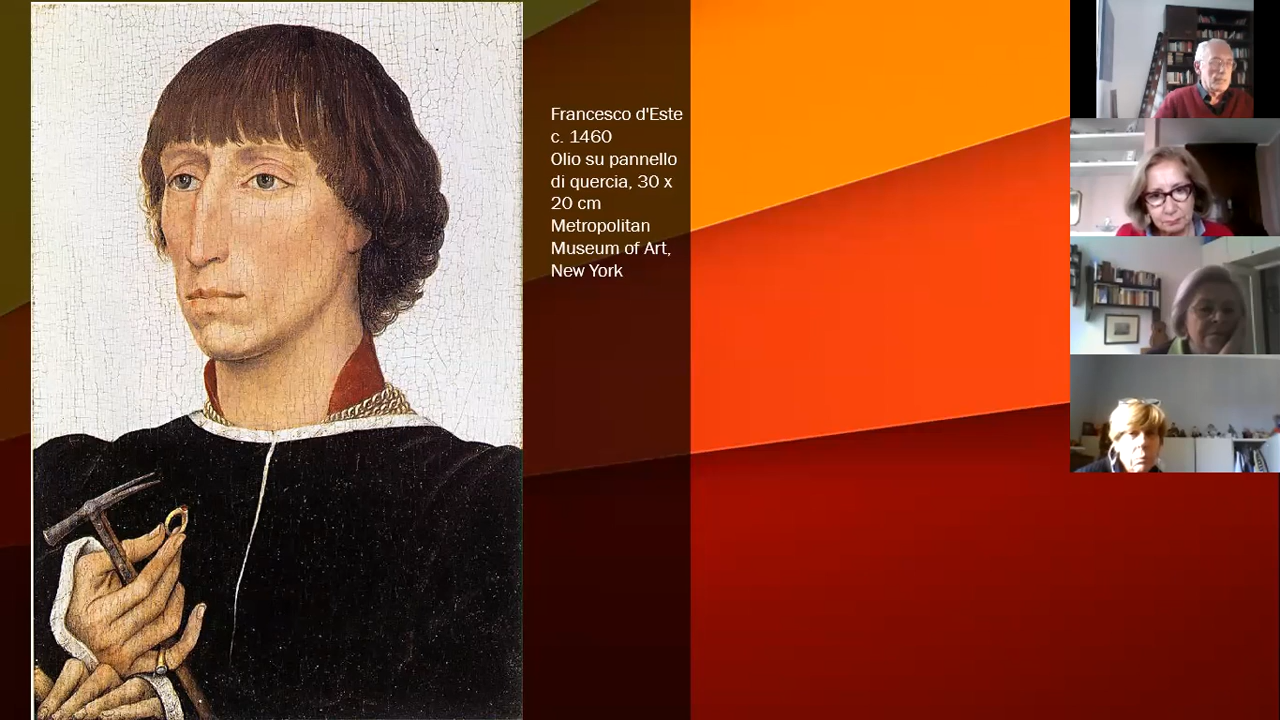 Francesco d'Este
c. 1460
Olio su pannello
di quercia, 30 x
20 cm
Metropolitan
Museum of Art,
New York